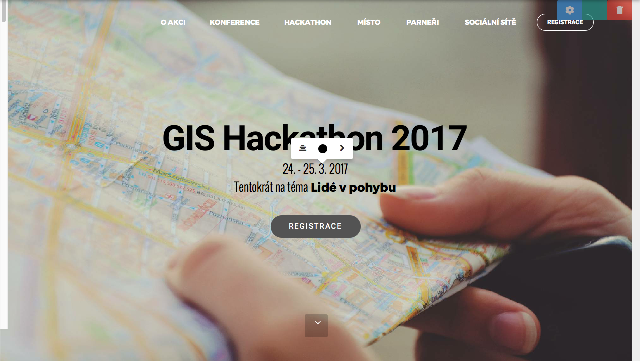 O AKCI KONFERENCE HACKATHON MÍSTO PARNEŘI SOCIÁLNÍ SÍTĚ REGISTRACE
GIS Hackathon 2017
24. - 25. 3. 2017
Tentokrát na téma Lidé v pohybu
REGISTRACE